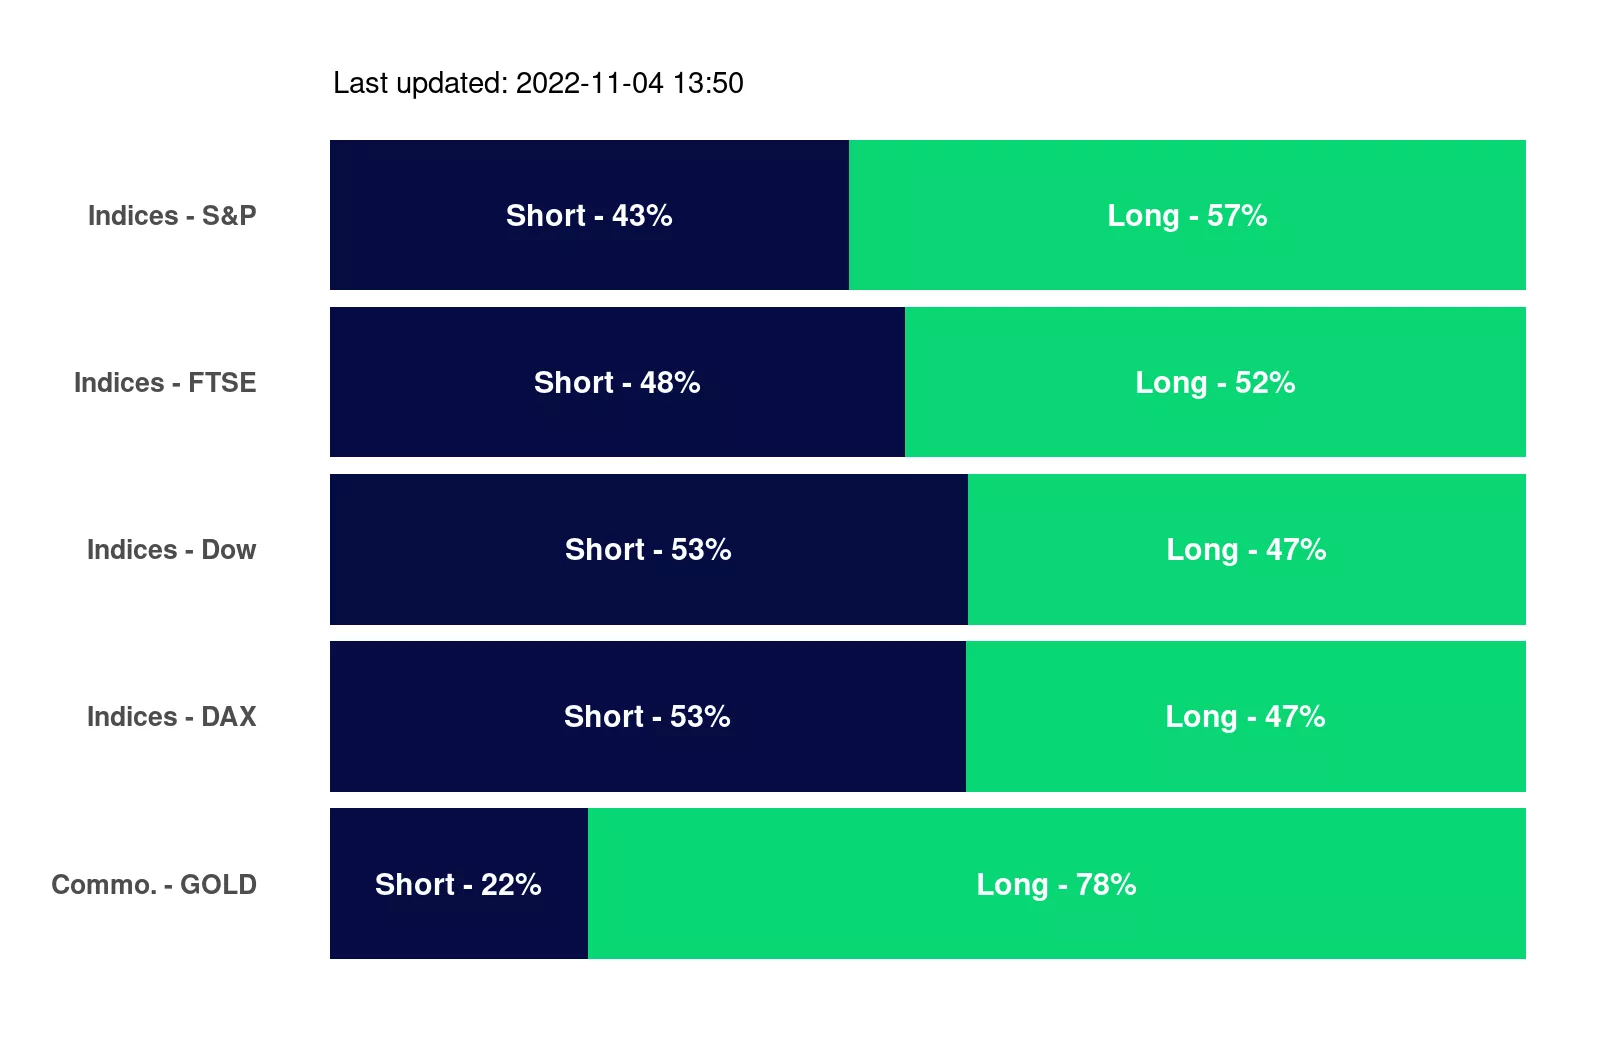 Last updated: 2022-11-04 13:50
Indices - S&P Short - 43% Long - 57%
Indices - FTSE Short - 48% Long - 52%
Indices - Dow Short - 53% Long - 47%
Indices - DAX Short - 53% Long - 47%
Commo. - GOLD Short - 22% Long - 78%